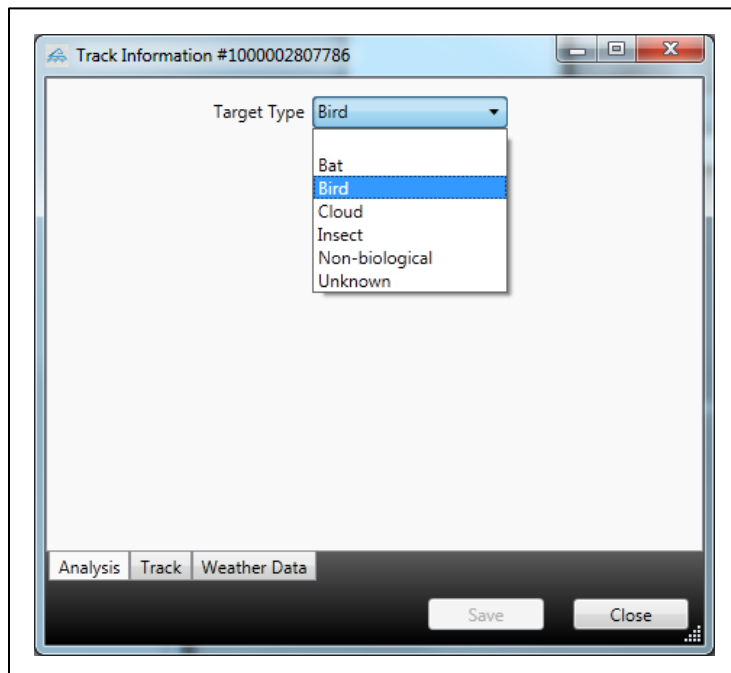 Track Information #1000002807786
Target Type Bird
Bat
Bird
Cloud
Insect
Non-biological
Unknown
Analysis Track Weather Data
Save Close